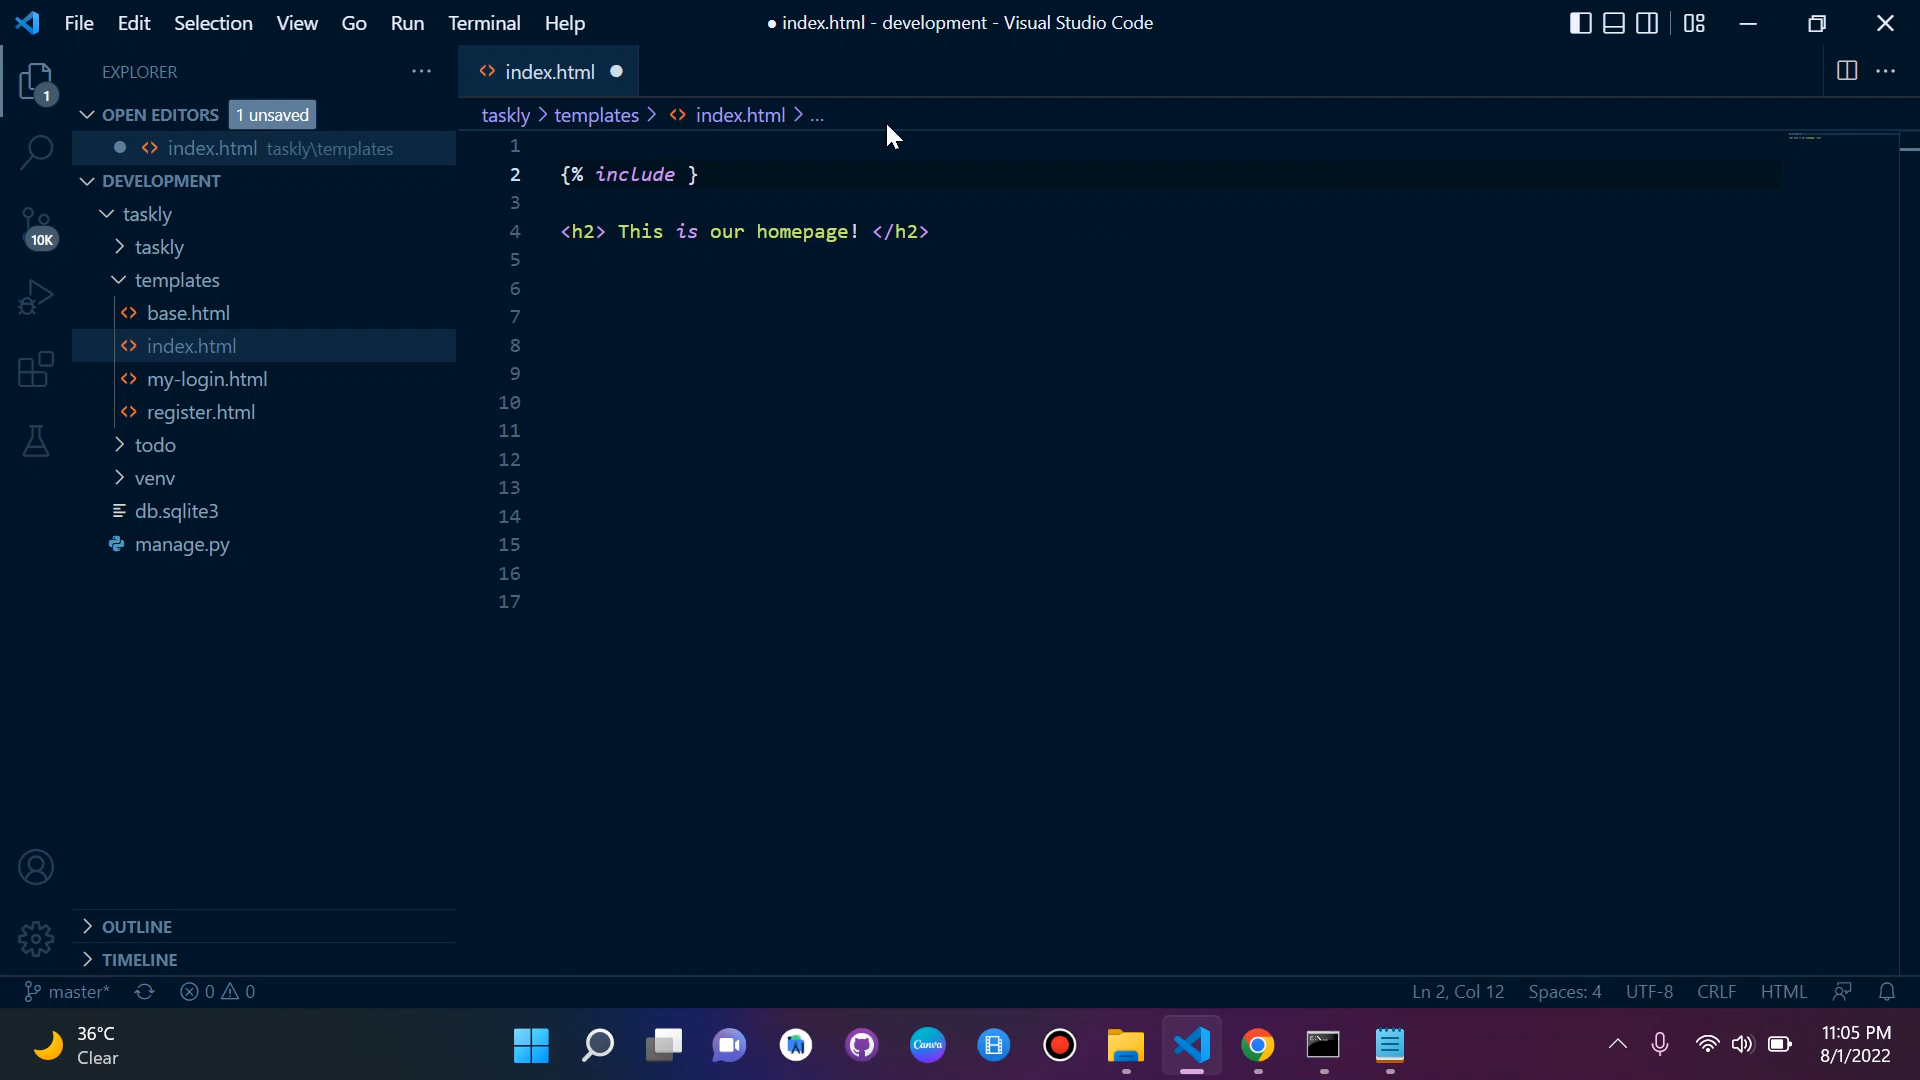 File Edit Selection View Go Run Terminal Help
● index.html - development - Visual Studio Code
EXPLORER
1
OPEN EDITORS 1 unsaved
index.html taskly\templates
DEVELOPMENT
taskly
taskly
templates
base.html
index.html
my-login.html
register.html
todo
venv
db.sqlite3
manage.py
10K
OUTLINE
TIMELINE
index.html
taskly > templates > index.html > ...
1
2 {% include }
3
4 <h2> This is our homepage! </h2>
5
6
7
8
9
10
11
12
13
14
15
16
17
master* 0 0
Ln 2, Col 12 Spaces: 4 UTF-8 CRLF HTML
36°C
Clear
Canva
11:05 PM
8/1/2022